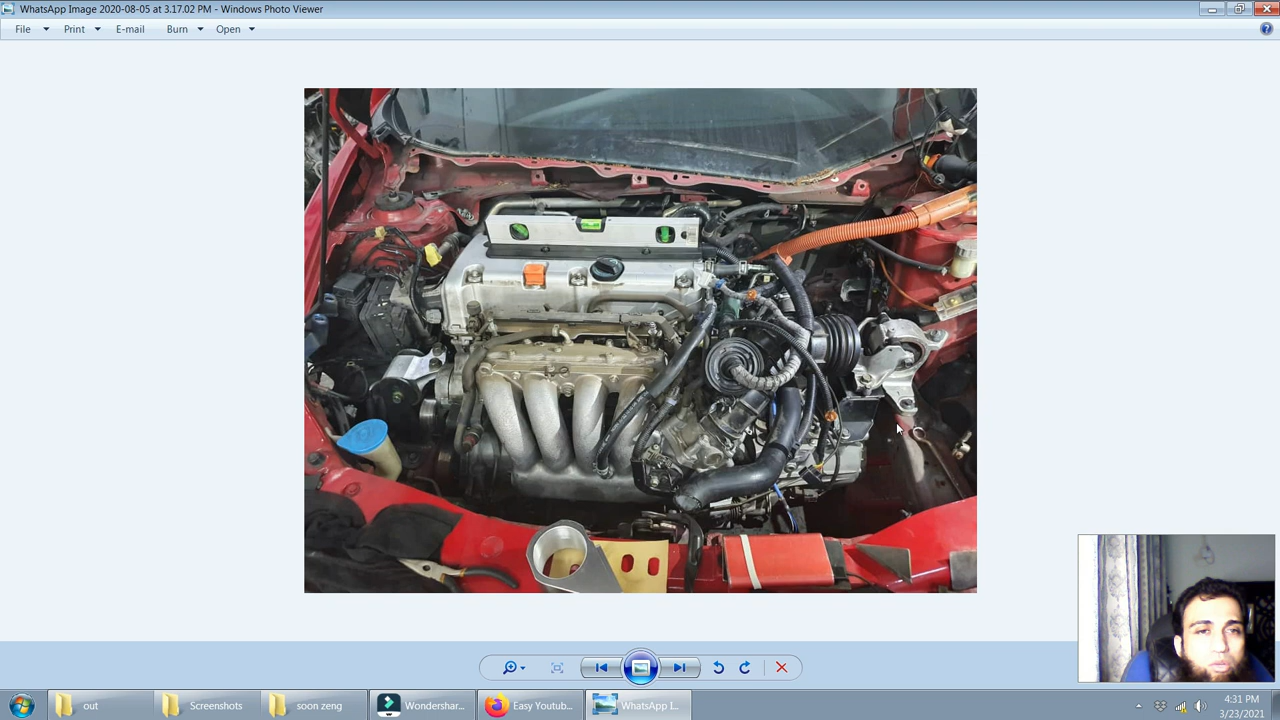 WhatsApp Image 2020-08-05 at 3.17.02 PM - Windows Photo Viewer
File Print E-mail Burn Open
out Screenshots soon zeng Wondershar... Easy Youtub... WhatsApp I...
4:31 PM
3/23/2021